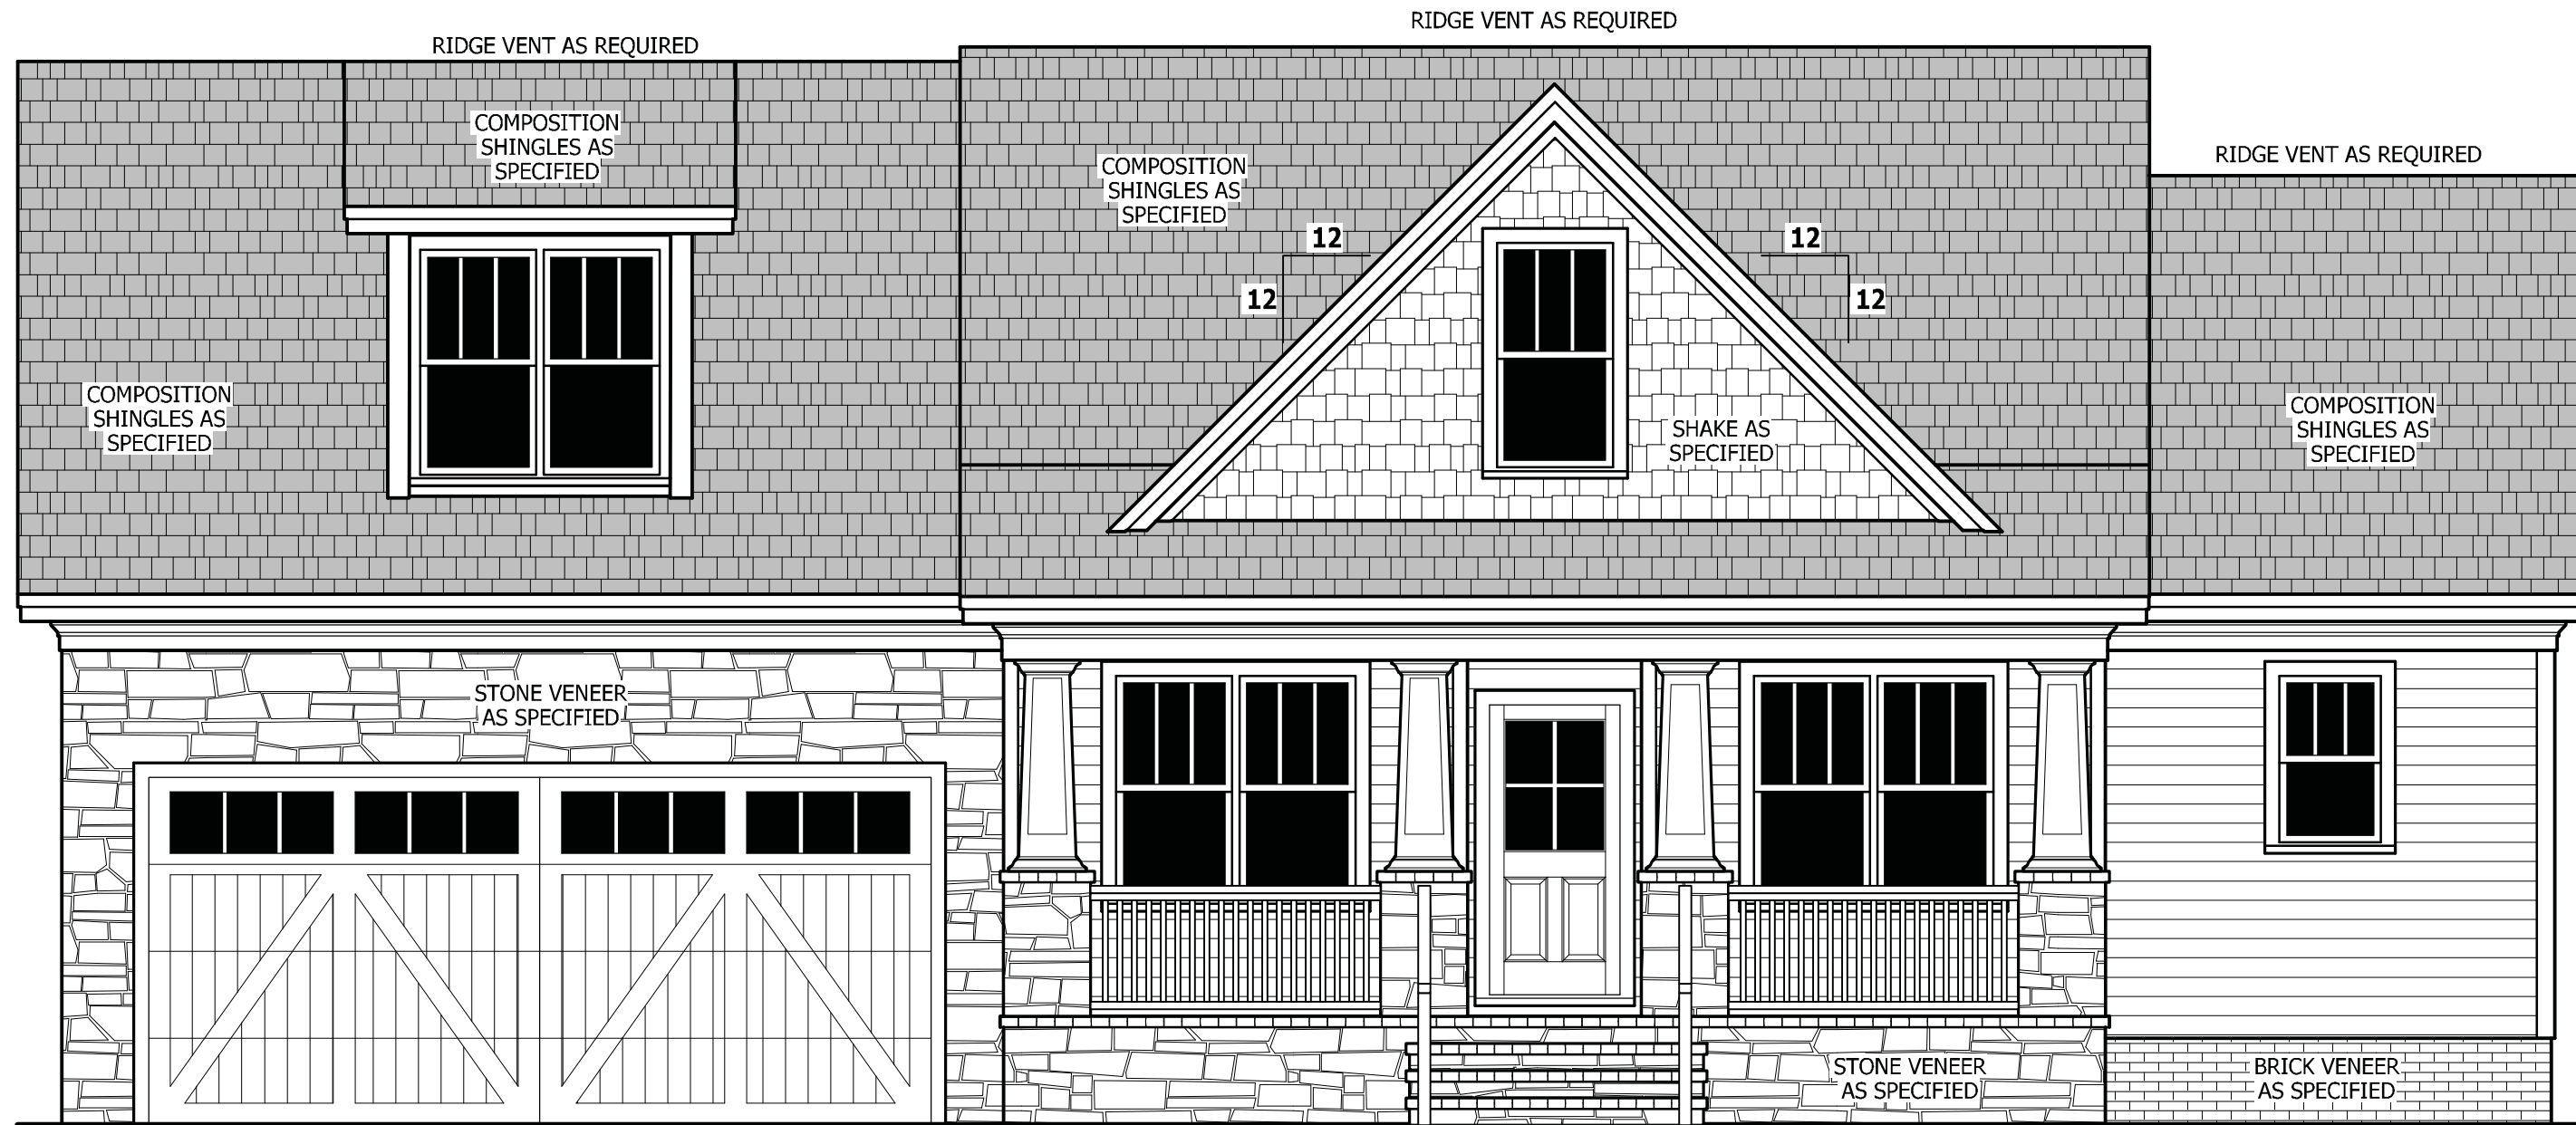 RIDGE VENT AS REQUIRED
RIDGE VENT AS REQUIRED
RIDGE VENT AS REQUIRED
COMPOSITION
SHINGLES AS
SPECIFIED
COMPOSITION
SHINGLES AS
SPECIFIED
12
12
12
12
COMPOSITION
SHINGLES AS
SPECIFIED
SHAKE AS
SPECIFIED
COMPOSITION
SHINGLES AS
SPECIFIED
STONE VENEER
AS SPECIFIED
STONE VENEER
AS SPECIFIED
BRICK VENEER
AS SPECIFIED